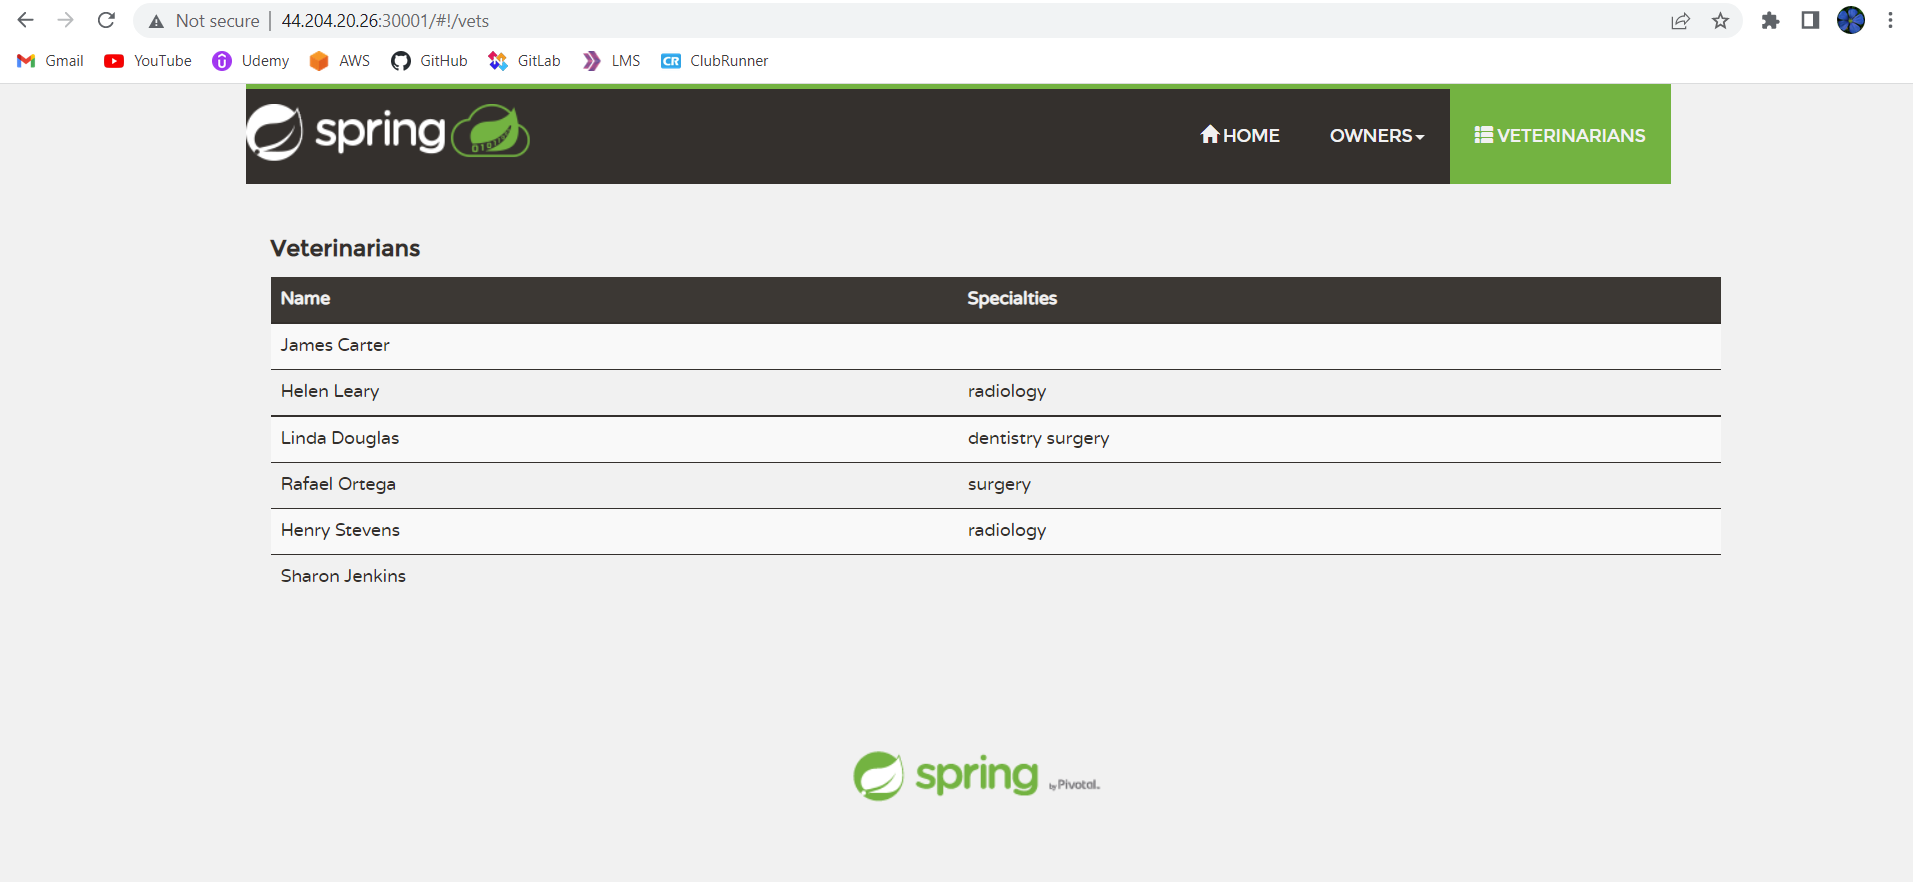 Not secure 44.204.20.26:30001/#!/vets
Gmail YouTube Udemy AWS GitHub GitLab LMS CR ClubRunner
spring HOME OWNERS VETERINARIANS
Veterinarians
Name Specialties
James Carter
Helen Leary radiology
Linda Douglas dentistry surgery
Rafael Ortega surgery
Henry Stevens radiology
Sharon Jenkins
spring by Pivotal.